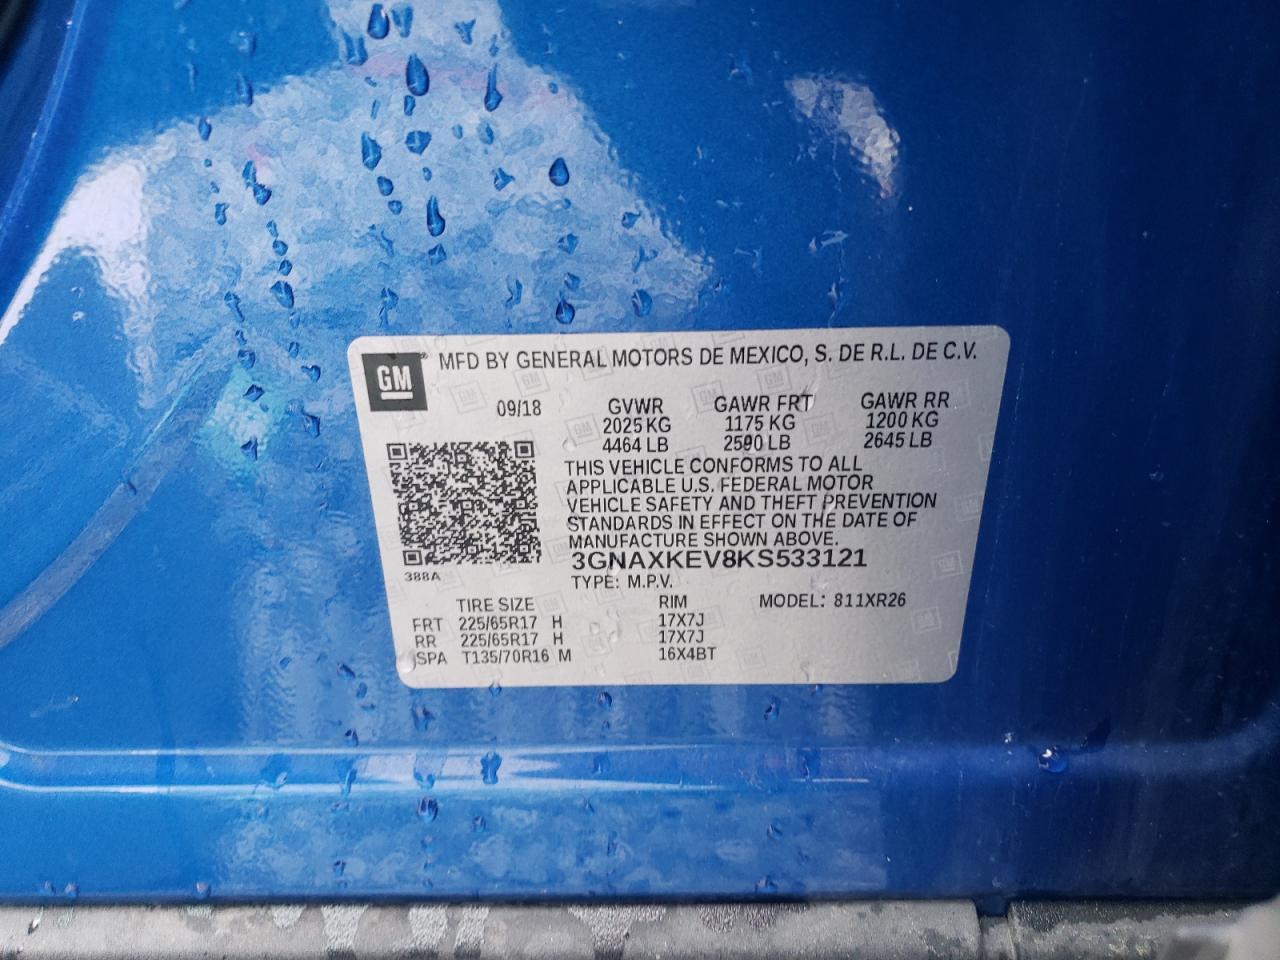 GM ® MFD BY GENERAL MOTORS DE MEXICO, S. DE R.L. DE C.V.
09/18 GVWR GAWR FRT GAWR RR
2025 KG 1175 KG 1200 KG
4464 LB 2590 LB 2645 LB
THIS VEHICLE CONFORMS TO ALL
APPLICABLE U.S. FEDERAL MOTOR
VEHICLE SAFETY AND THEFT PREVENTION
STANDARDS IN EFFECT ON THE DATE OF
MANUFACTURE SHOWN ABOVE.
3GNAXKEV8KS533121
388A TYPE: M.P.V.
TIRE SIZE RIM MODEL: 811XR26
FRT 225/65R17 H 17X7J
RR 225/65R17 H 17X7J
SPA T135/70R16 M 16X4BT